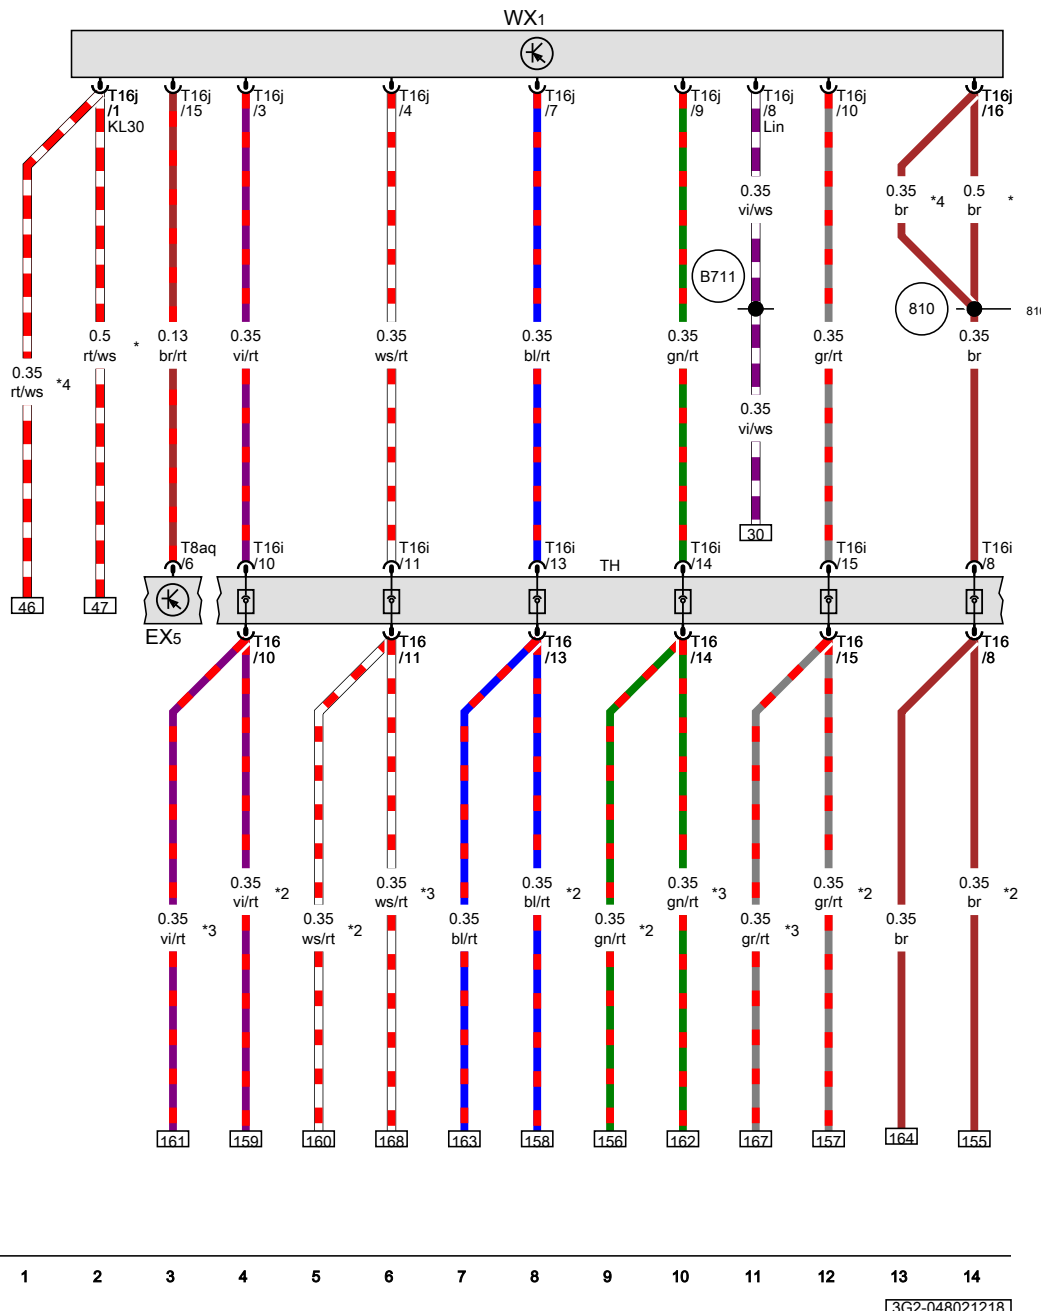 WX1
T16j T16j T16j T16j T16j T16j T16j T16j T16j
/1 /15 /3 /4 /7 /9 /8 /10 /16
KL30 Lin
0.35 0.35 0.5
vi/ws br *4 br *
B711
810 810
0.5 0.13 0.35 0.35 0.35 0.35 0.35 0.35
rt/ws * br/rt vi/rt ws/rt bl/rt gn/rt gr/rt br
0.35
rt/ws *4
0.35
vi/ws
30
T8aq T16i T16i T16i T16i T16i T16i
/6 /10 /11 /13 /14 /15 /8
TH
46 47
EX5
T16 T16 T16 T16 T16 T16
/10 /11 /13 /14 /15 /8
0.35 0.35 0.35 0.35 0.35 0.35
vi/rt *2 ws/rt *3 bl/rt *2 gn/rt *3 gr/rt *2 br *2
0.35 0.35 0.35 0.35 0.35 0.35
vi/rt *3 ws/rt *2 bl/rt gn/rt *2 gr/rt *3 br
161 159 160 168 163 158 156 162 167 157 164 155
1 2 3 4 5 6 7 8 9 10 11 12 13 14
3G2-048021218